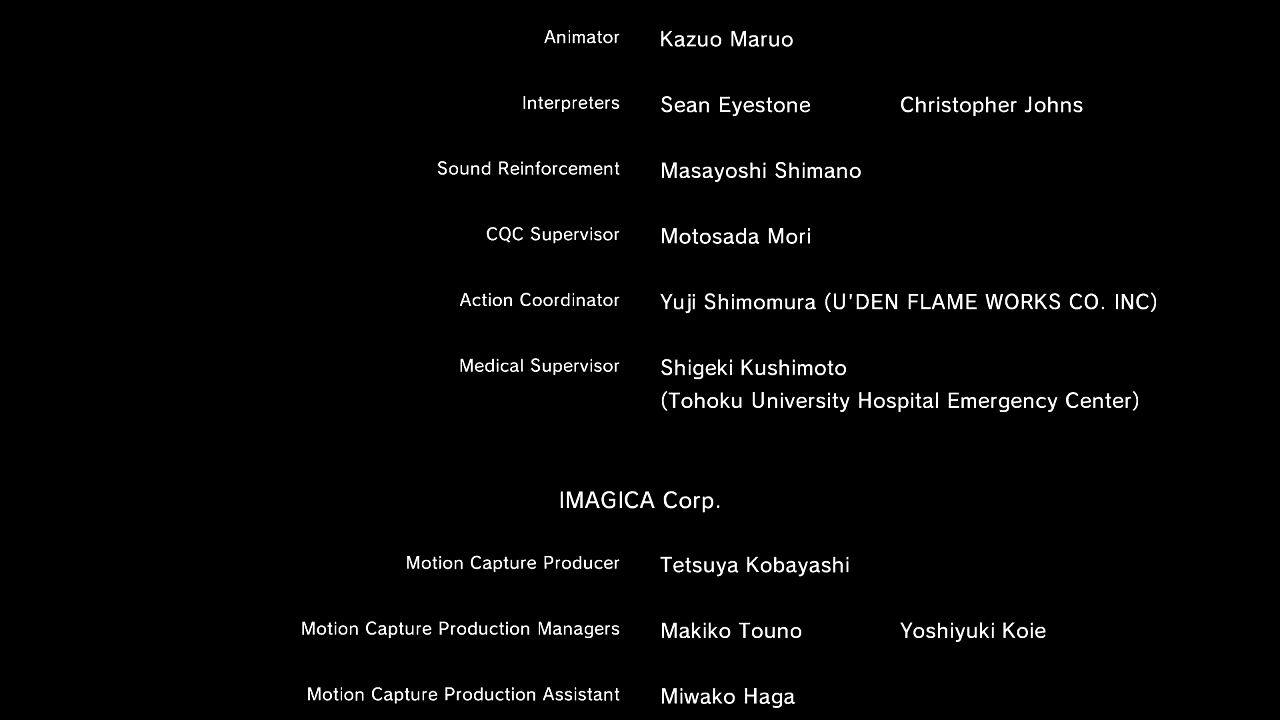 Animator Kazuo Maruo
Interpreters Sean Eyestone Christopher Johns
Sound Reinforcement Masayoshi Shimano
CQC Supervisor Motosada Mori
Action Coordinator Yuji Shimomura (U'DEN FLAME WORKS CO. INC)
Medical Supervisor Shigeki Kushimoto
(Tohoku University Hospital Emergency Center)
IMAGICA Corp.
Motion Capture Producer Tetsuya Kobayashi
Motion Capture Production Managers Makiko Touno Yoshiyuki Koie
Motion Capture Production Assistant Miwako Haga